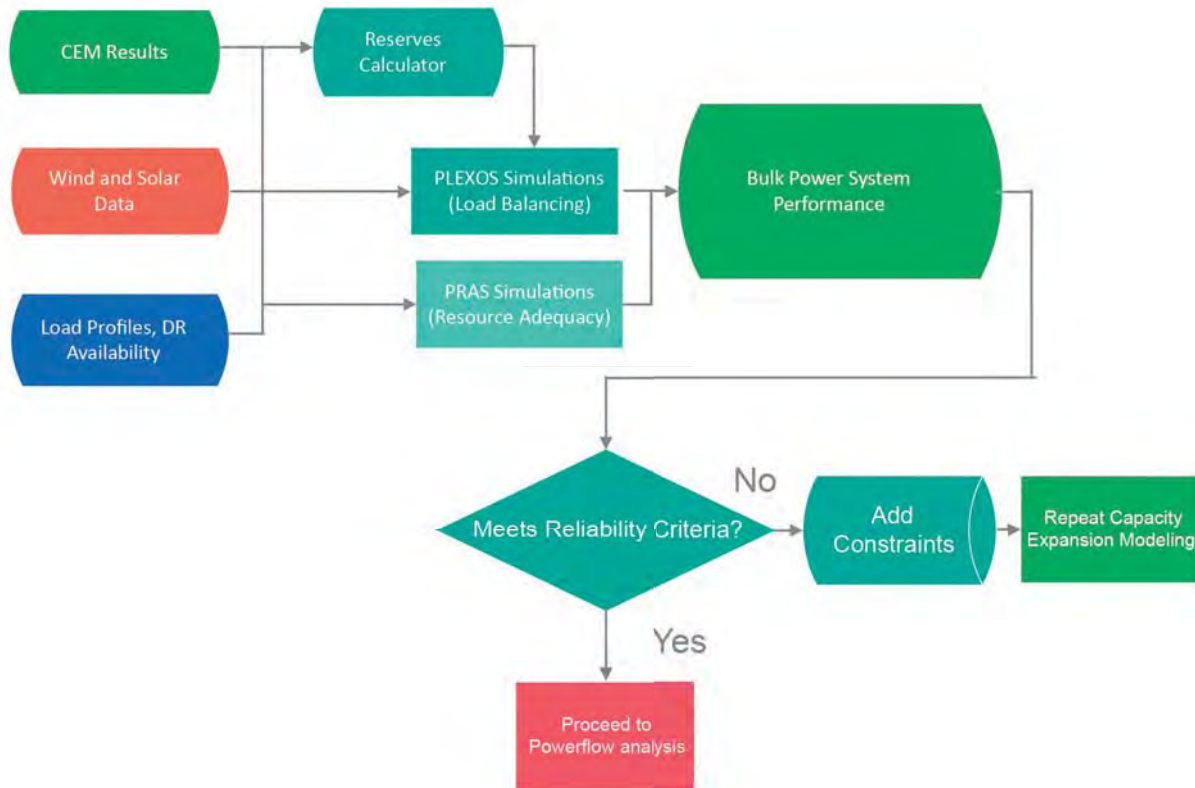 CEM Results
Reserves
Calculator
Wind and Solar
Data
PLEXOS Simulations
(Load Balancing)
Bulk Power System
Performance
Load Profiles, DR
Availability
PRAS Simulations
(Resource Adequacy)
Meets Reliability Criteria?
No
Add
Constraints
Repeat Capacity
Expansion Modeling
Yes
Proceed to
Powerflow analysis